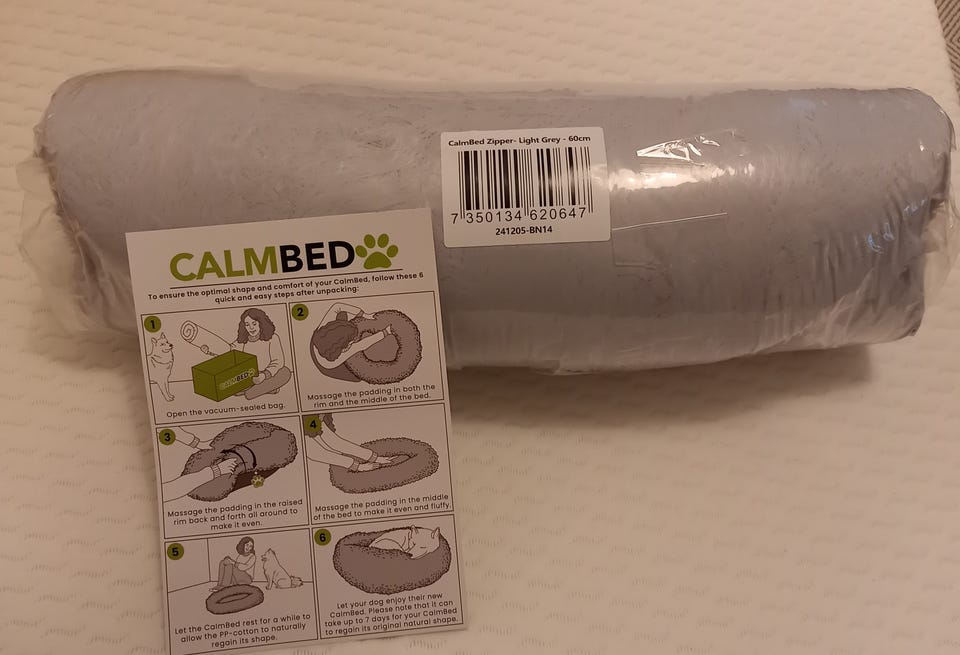 CalmBed Zipper- Light Grey - 60cm
7 350134 620647
241205-BN14
CALMBED
To ensure the optimal shape and comfort of your CalmBed, follow these 6
quick and easy steps after unpacking:
1
CALMBED
Open the vacuum-sealed bag.
2
Massage the padding in both the
rim and the middle of the bed.
3
Massage the padding in the raised
rim back and forth all around to
make it even.
4
Massage the padding in the middle
of the bed to make it even and fluffy.
5
Let the CalmBed rest for a while to
allow the PP-cotton to naturally
regain its shape.
6
Let your dog enjoy their new
CalmBed. Please note that it can
take up to 7 days for your CalmBed
to regain its original natural shape.